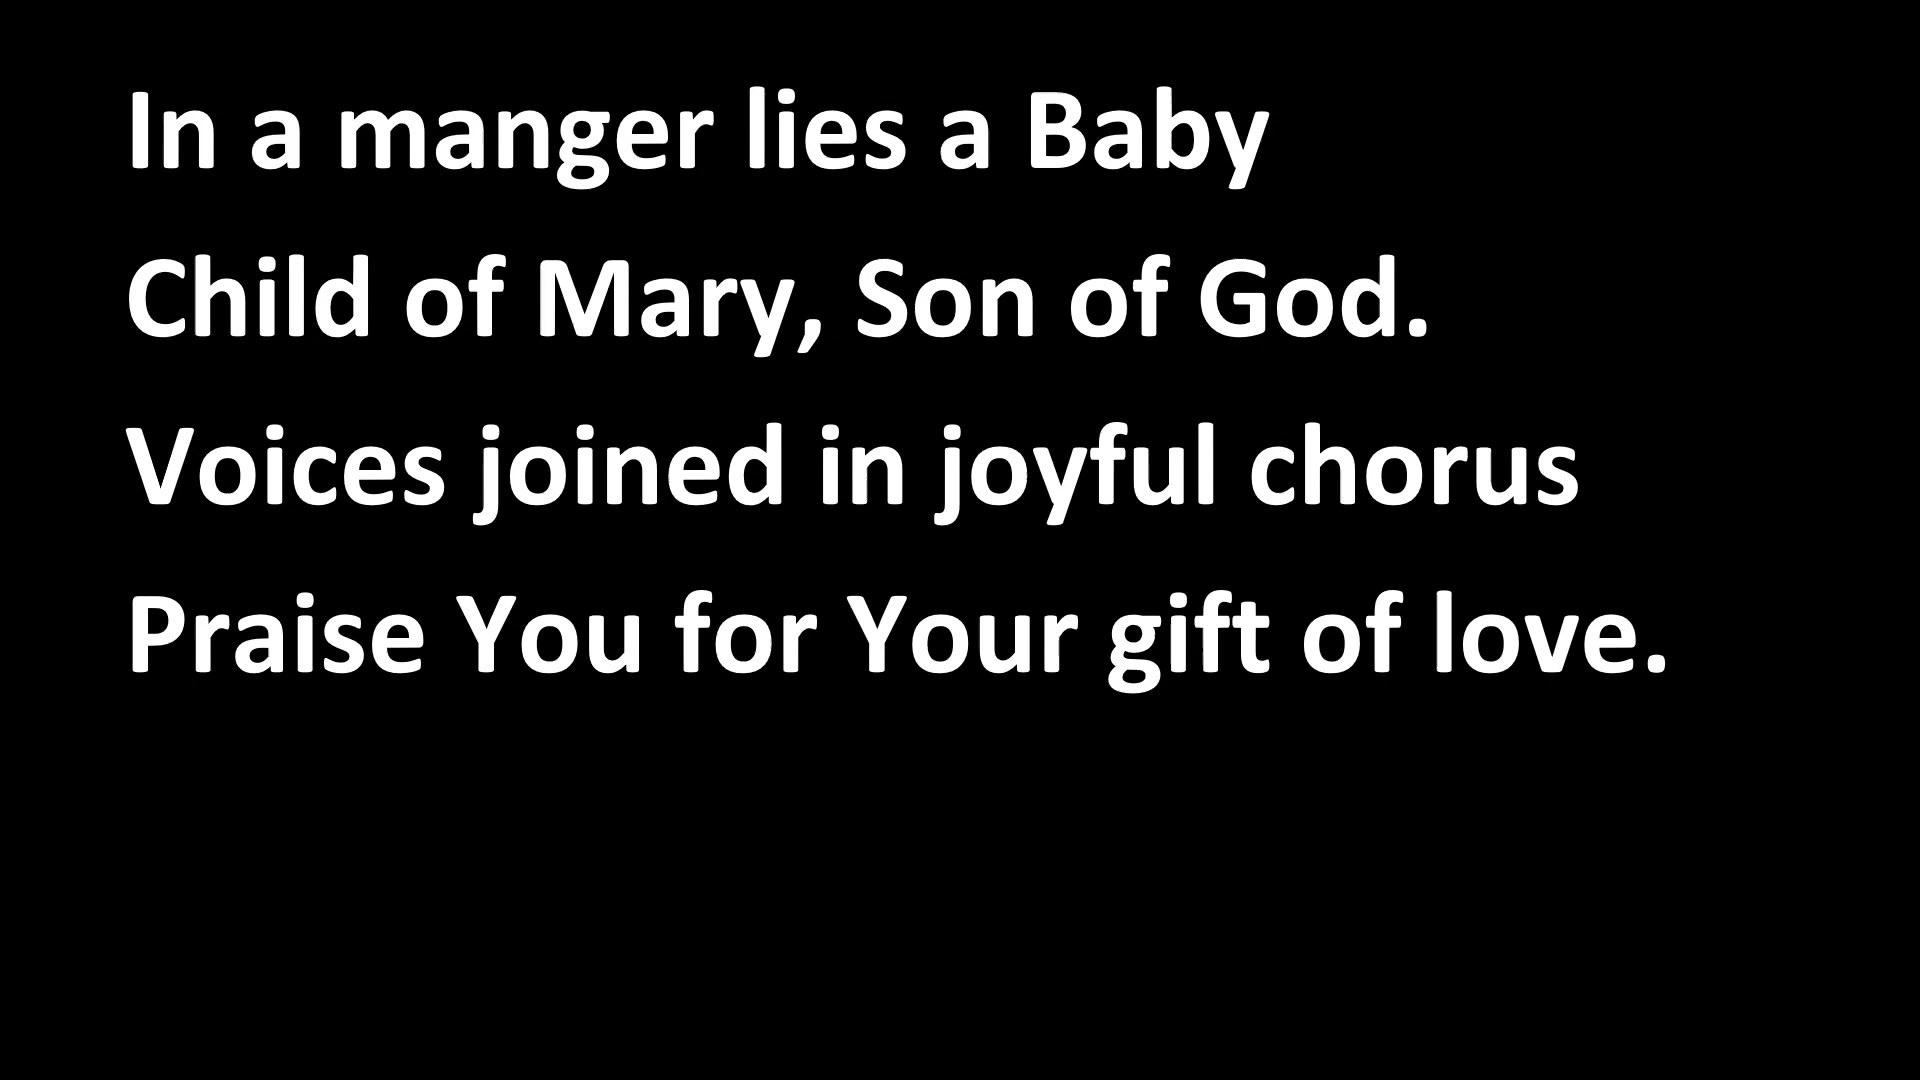 In a manger lies a Baby
Child of Mary, Son of God.
Voices joined in joyful chorus
Praise You for Your gift of love.